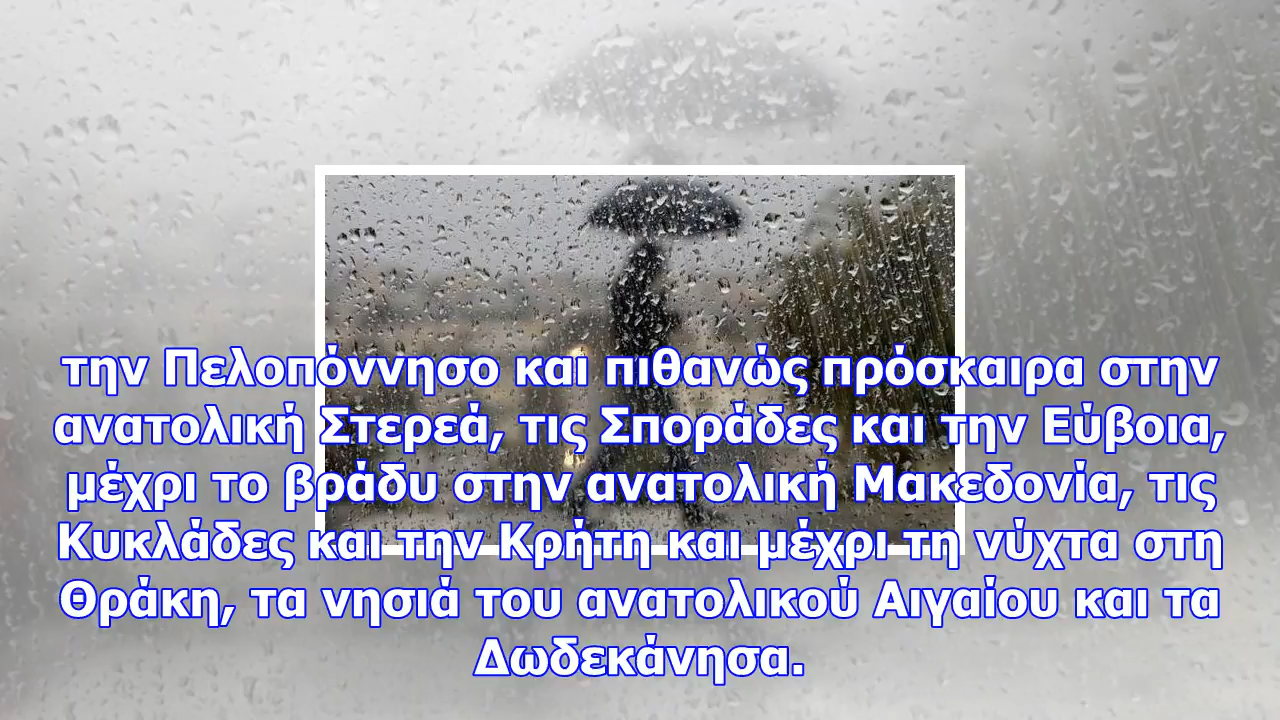 την Πελοπόννησο και πιθανώς πρόσκαιρα στην
ανατολική Στερεά, τις Σποράδες και την Εύβοια,
μέχρι το βράδυ στην ανατολική Μακεδονία, τις
Κυκλάδες και την Κρήτη και μέχρι τη νύχτα στη
Θράκη, τα νησιά του ανατολικού Αιγαίου και τα
Δωδεκάνησα.